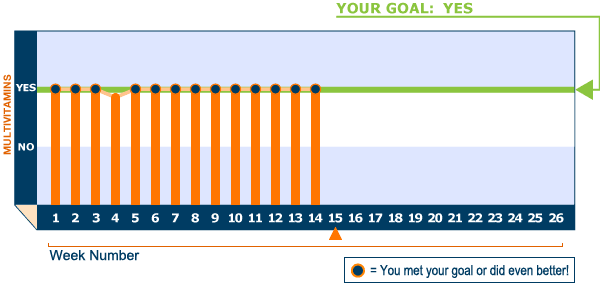 YOUR GOAL: YES
MULTIVITAMINS
YES
NO
1 2 3 4 5 6 7 8 9 10 11 12 13 14 15 16 17 18 19 20 21 22 23 24 25 26
Week Number
= You met your goal or did even better!